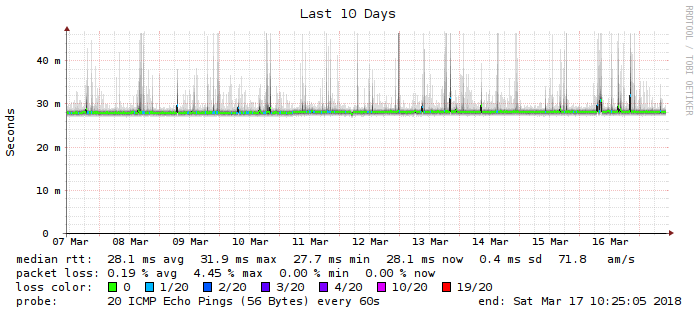 Last 10 Days
RRDTOOL / TOBI OETIKER
Seconds
40 m
30 m
20 m
10 m
0
07 Mar 08 Mar 09 Mar 10 Mar 11 Mar 12 Mar 13 Mar 14 Mar 15 Mar 16 Mar
median rtt: 28.1 ms avg 31.9 ms max 27.7 ms min 28.1 ms now 0.4 ms sd 71.8 am/s
packet loss: 0.19 % avg 4.45 % max 0.00 % min 0.00 % now
loss color: 0 1/20 2/20 3/20 4/20 10/20 19/20
probe: 20 ICMP Echo Pings (56 Bytes) every 60s end: Sat Mar 17 10:25:05 2018